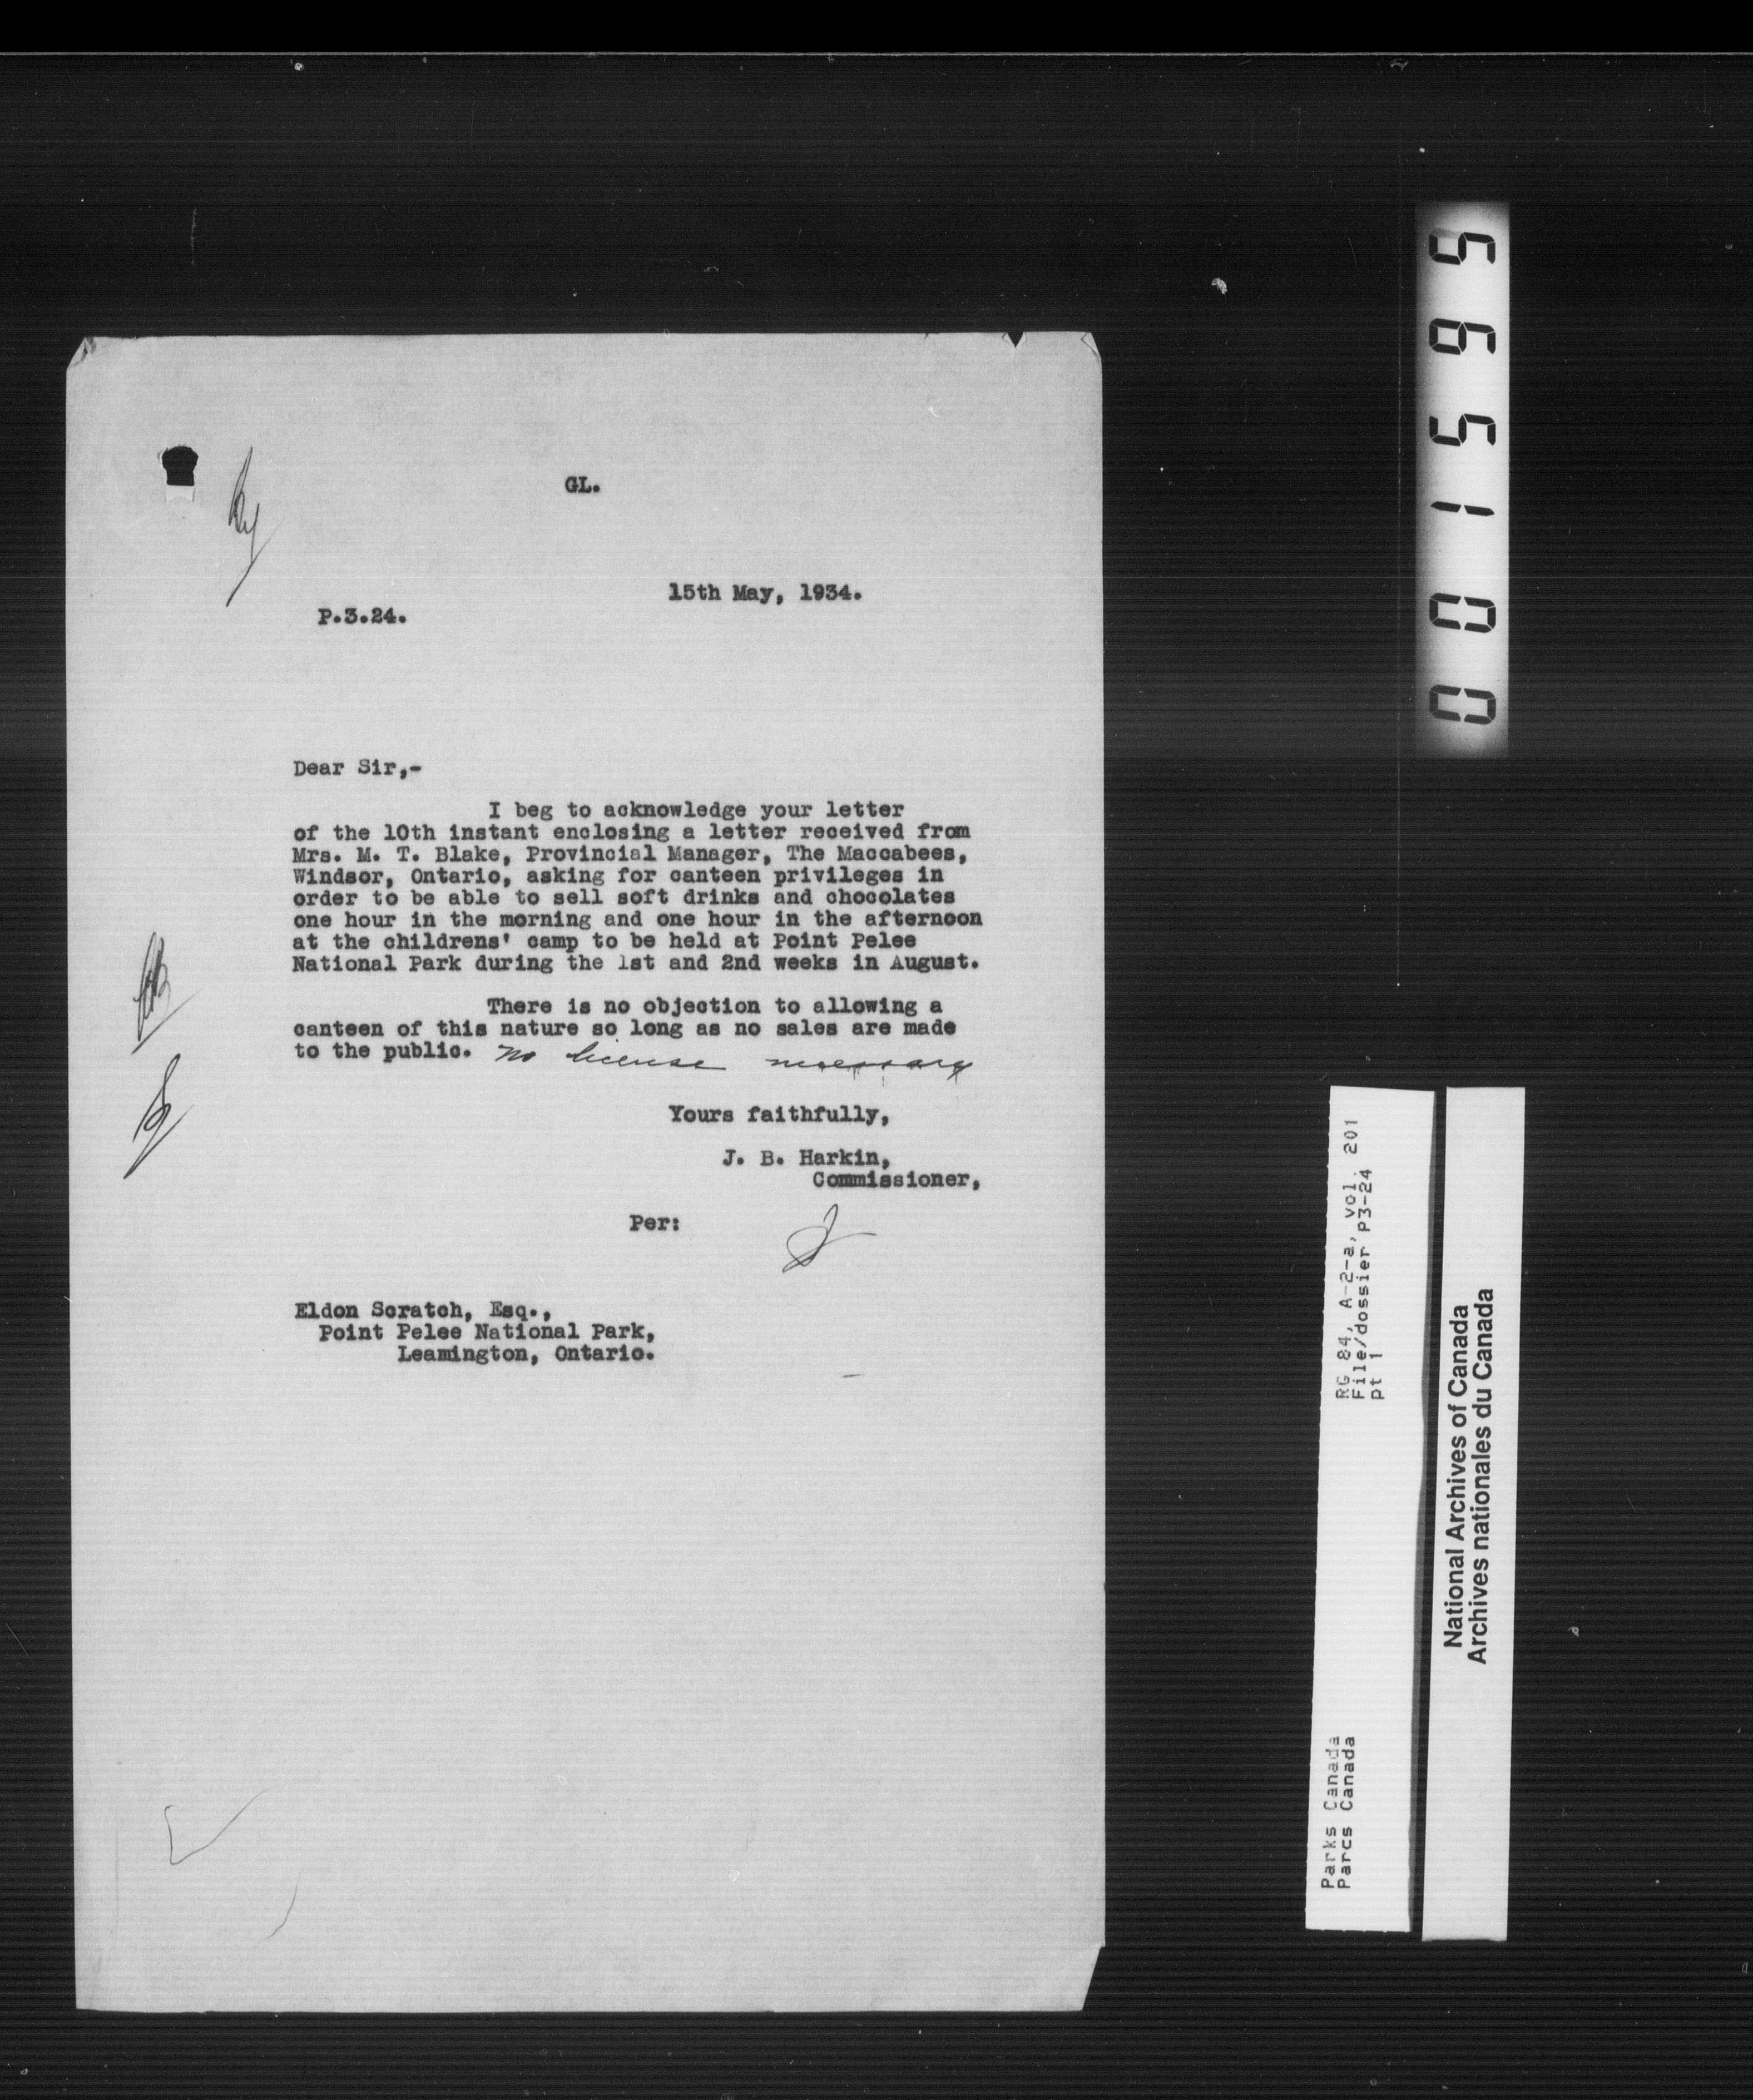 GL.
15th May, 1934.
P.3.24.
Dear Sir,-
I beg to acknowledge your letter
of the 10th instant enclosing a letter received from
Mrs. M. T. Blake, Provincial Manager, The Maccabees,
Windsor, Ontario, asking for canteen privileges in
order to be able to sell soft drinks and chocolates
one hour in the morning and one hour in the afternoon
at the childrens' camp to be held at Point Pelee
National Park during the 1st and 2nd weeks in August.
There is no objection to allowing a
canteen of this nature so long as no sales are made
to the public. No license necessary
Yours faithfully,
J. B. Harkin,
Commissioner,
Per:
Eldon Scratch, Esq.,
Point Pelee National Park,
Leamington, Ontario.
001599
Parks Canada
Parcs Canada
RG 84, A-2-a, vol. 201
File/dossier P3-24
pt 1
National Archives of Canada
Archives nationales du Canada